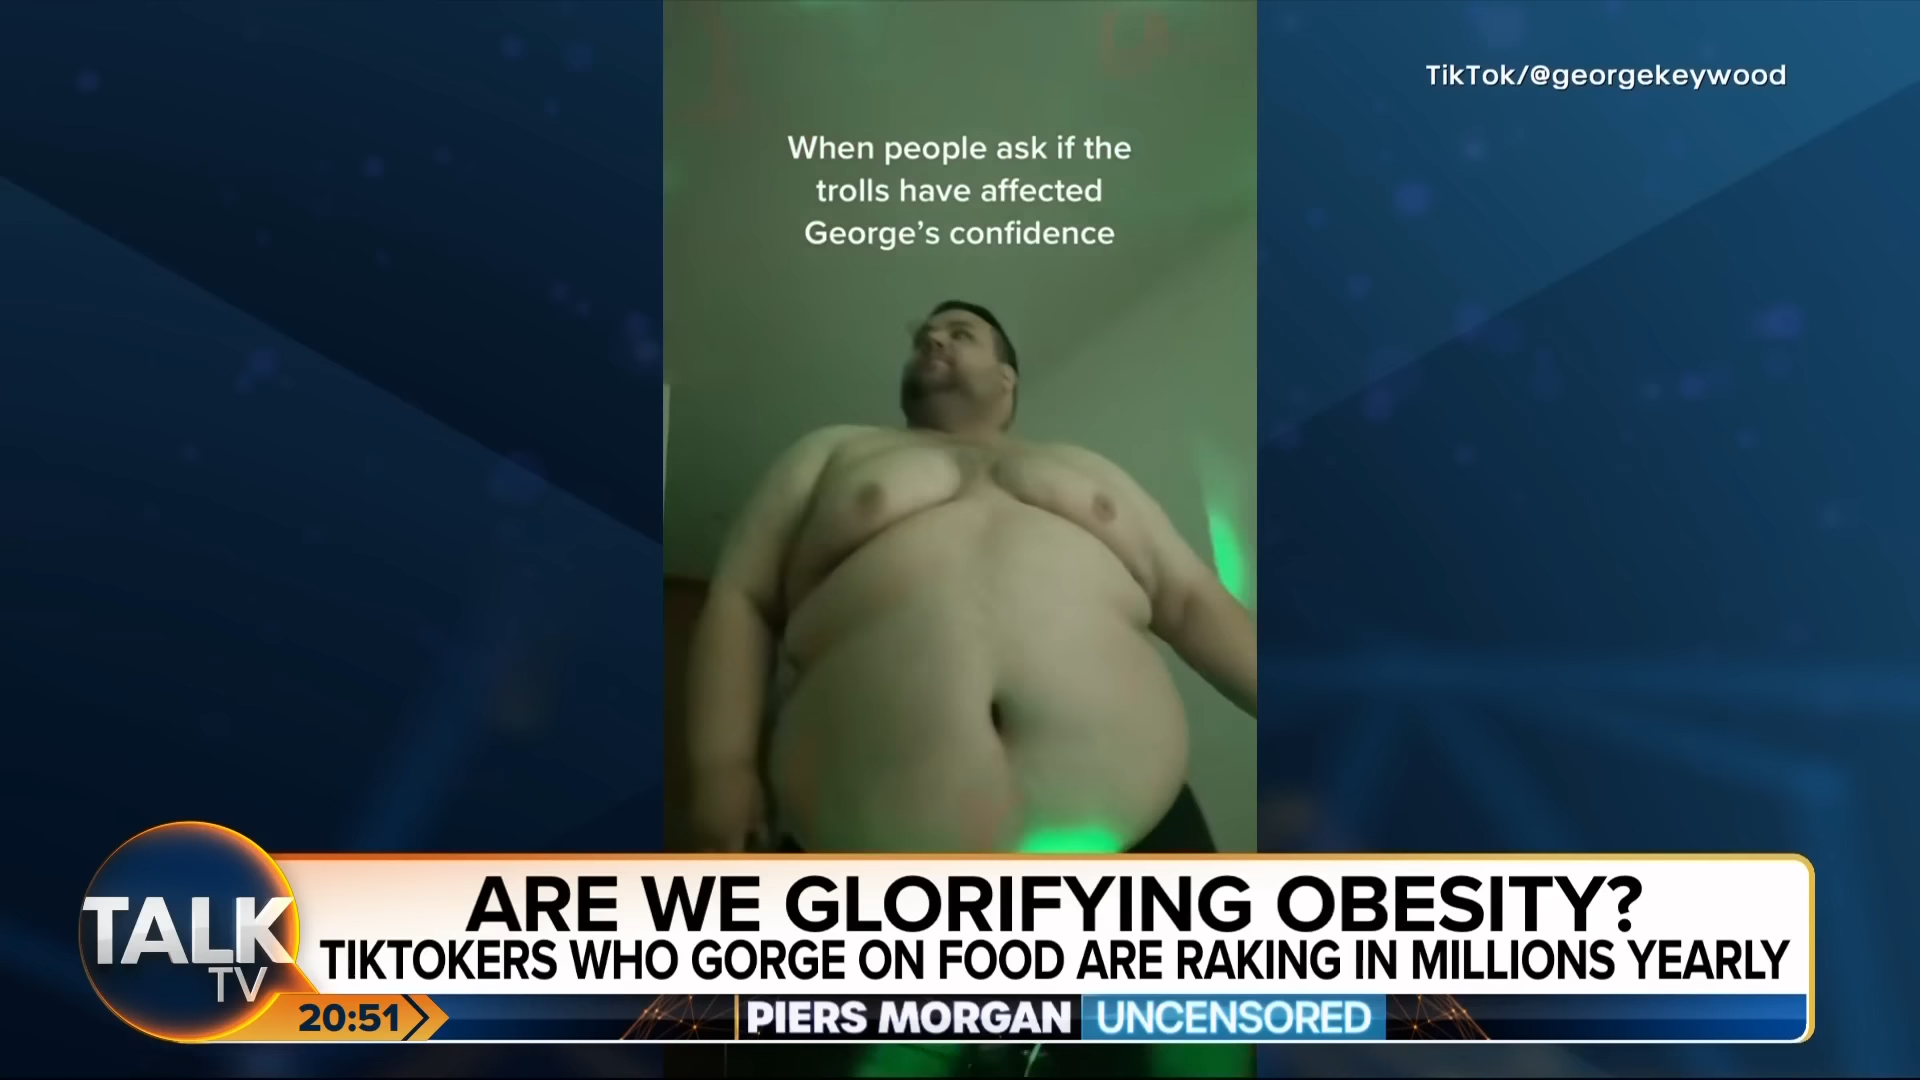 TikTok/@georgekeywood
When people ask if the
trolls have affected
George's confidence
ARE WE GLORIFYING OBESITY?
TIKTOKERS WHO GORGE ON FOOD ARE RAKING IN MILLIONS YEARLY
TALK
TV
20:51
PIERS MORGAN UNCENSORED